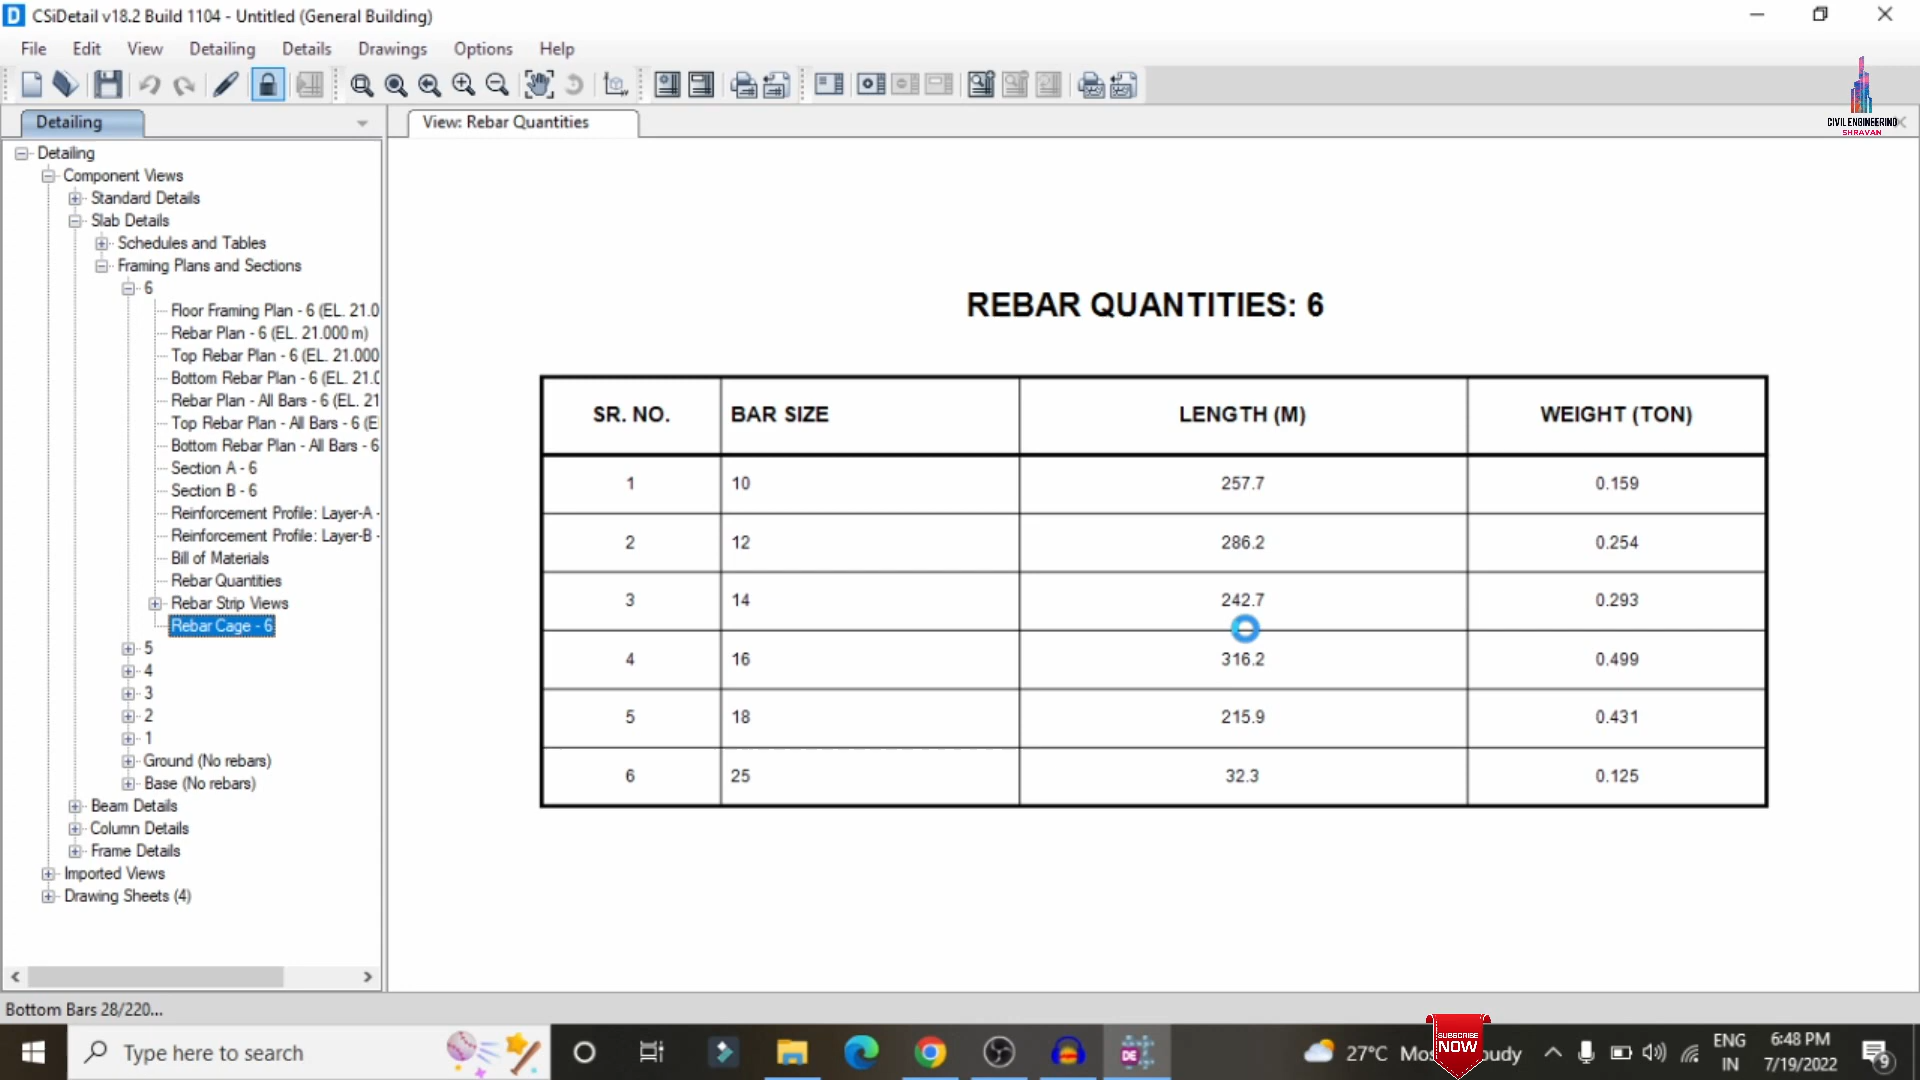 CSiDetail v18.2 Build 1104 - Untitled (General Building)
File Edit View Detailing Details Drawings Options Help
CIVIL ENGINEERING
SHRAVAN
Detailing
View: Rebar Quantities
Detailing
Component Views
Standard Details
Slab Details
Schedules and Tables
Framing Plans and Sections
6
Floor Framing Plan - 6 (EL. 21.0
Rebar Plan - 6 (EL. 21.000 m)
Top Rebar Plan - 6 (EL. 21.000
Bottom Rebar Plan - 6 (EL. 21.0
Rebar Plan - All Bars - 6 (EL. 21
Top Rebar Plan - All Bars - 6 (E
Bottom Rebar Plan - All Bars - 6
Section A - 6
Section B - 6
Reinforcement Profile: Layer-A -
Reinforcement Profile: Layer-B -
Bill of Materials
Rebar Quantities
Rebar Strip Views
Rebar Cage - 6
5
4
3
2
1
Ground (No rebars)
Base (No rebars)
Beam Details
Column Details
Frame Details
Imported Views
Drawing Sheets (4)
REBAR QUANTITIES: 6
SR. NO. BAR SIZE LENGTH (M) WEIGHT (TON)
1 10 257.7 0.159
2 12 286.2 0.254
3 14 242.7 0.293
4 16 316.2 0.499
5 18 215.9 0.431
6 25 32.3 0.125
Bottom Bars 28/220...
Type here to search
DE
27°C
SUBSCRIBE
NOW
ENG
IN
6:48 PM
7/19/2022
9